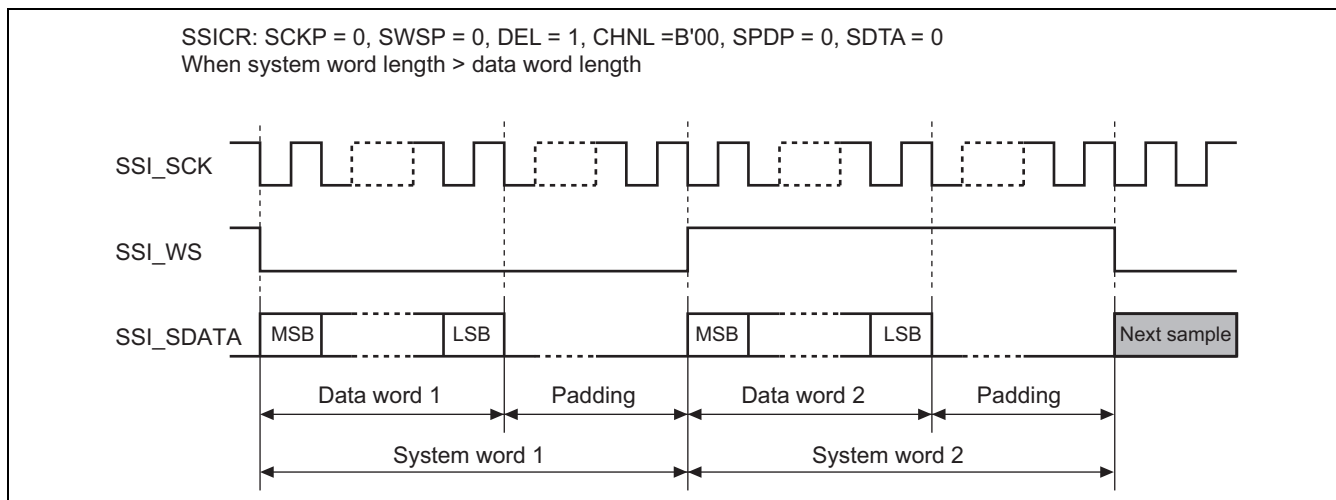 SSICR: SCKP = 0, SWSP = 0, DEL = 1, CHNL =B'00, SPDP = 0, SDTA = 0
When system word length > data word length
SSI_SCK
SSI_WS
SSI_SDATA MSB LSB MSB LSB Next sample
Data word 1 Padding Data word 2 Padding
System word 1 System word 2